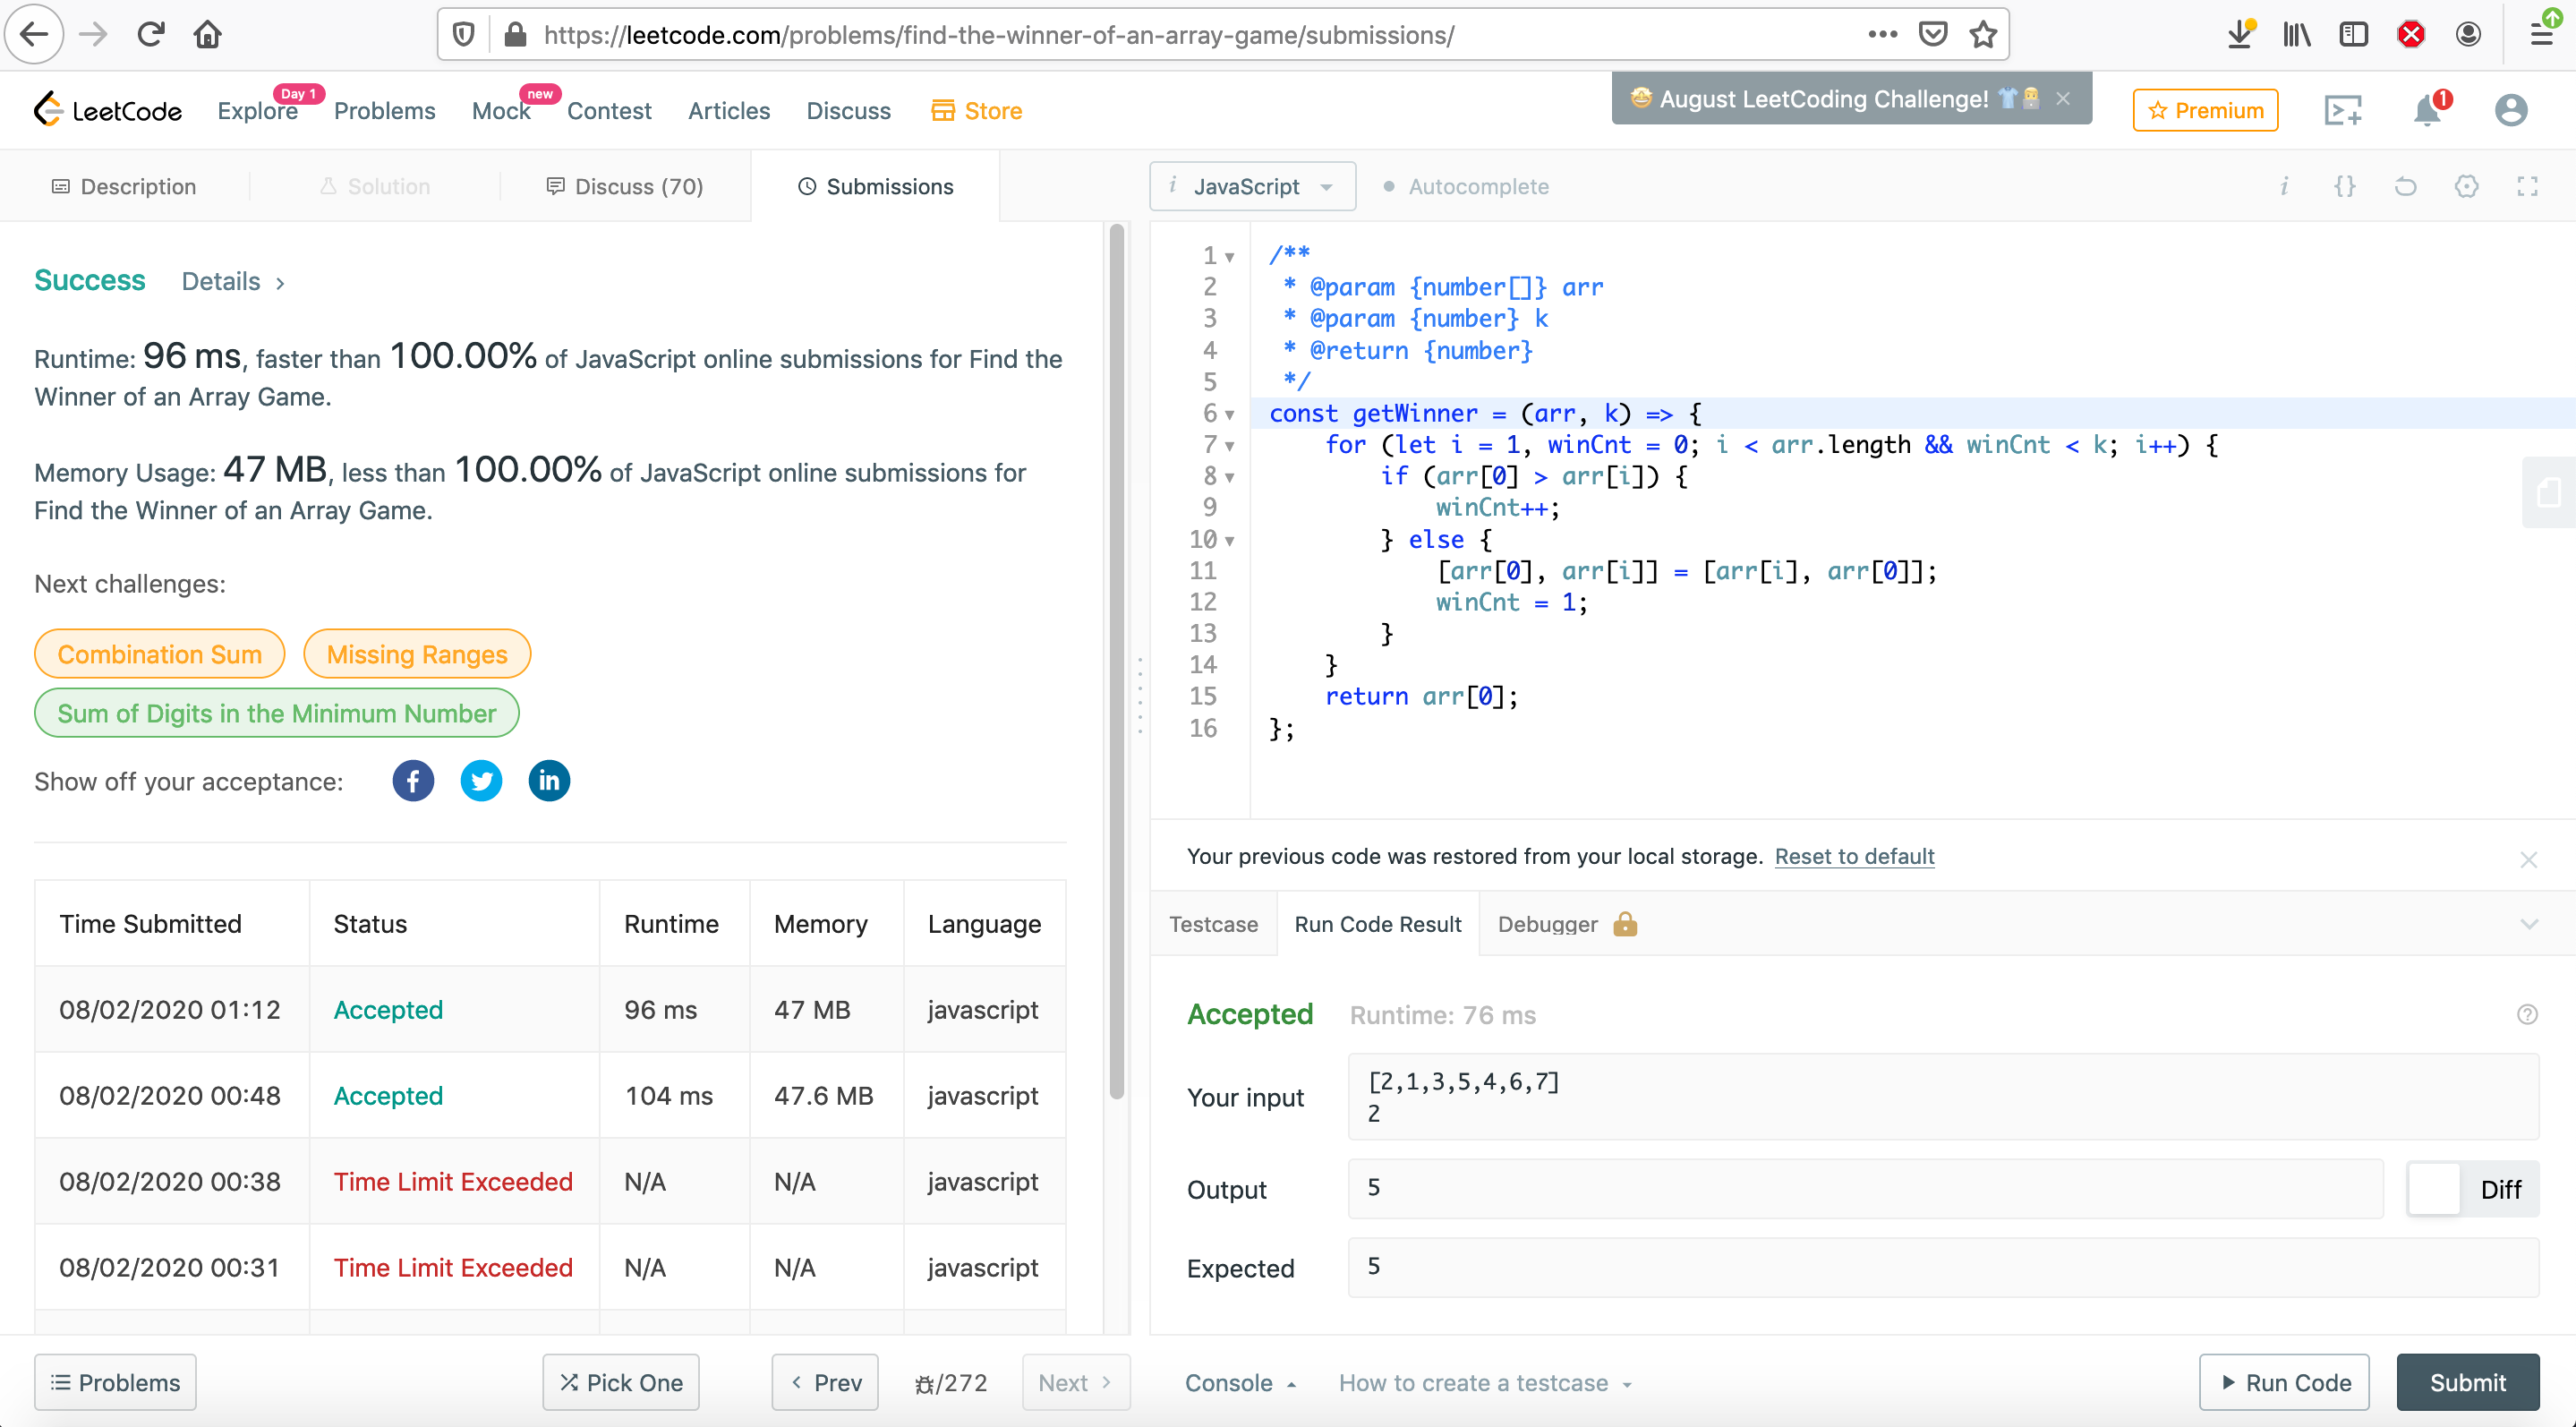 https://leetcode.com/problems/find-the-winner-of-an-array-game/submissions/
LeetCode
Explore
Day 1
Problems
Mock
new
Contest
Articles
Discuss
Store
August LeetCoding Challenge!
Premium
1
Description
Solution
Discuss (70)
Submissions
Success
Details
Runtime: 96 ms, faster than 100.00% of JavaScript online submissions for Find the
Winner of an Array Game.
Memory Usage: 47 MB, less than 100.00% of JavaScript online submissions for
Find the Winner of an Array Game.
Next challenges:
Combination Sum
Missing Ranges
Sum of Digits in the Minimum Number
Show off your acceptance:
Time Submitted Status Runtime Memory Language
08/02/2020 01:12 Accepted 96 ms 47 MB javascript
08/02/2020 00:48 Accepted 104 ms 47.6 MB javascript
08/02/2020 00:38 Time Limit Exceeded N/A N/A javascript
08/02/2020 00:31 Time Limit Exceeded N/A N/A javascript
Problems
Pick One
Prev
/272
Next
i JavaScript
Autocomplete
i {}
1 /**
2 * @param {number[]} arr
3 * @param {number} k
4 * @return {number}
5 */
6 const getWinner = (arr, k) => {
7 for (let i = 1, winCnt = 0; i < arr.length && winCnt < k; i++) {
8 if (arr[0] > arr[i]) {
9 winCnt++;
10 } else {
11 [arr[0], arr[i]] = [arr[i], arr[0]];
12 winCnt = 1;
13 }
14 }
15 return arr[0];
16 };
Your previous code was restored from your local storage. Reset to default
Testcase
Run Code Result
Debugger
Accepted
Runtime: 76 ms
Your input
[2,1,3,5,4,6,7]
2
Output
5
Diff
Expected
5
Console
How to create a testcase
Run Code
Submit